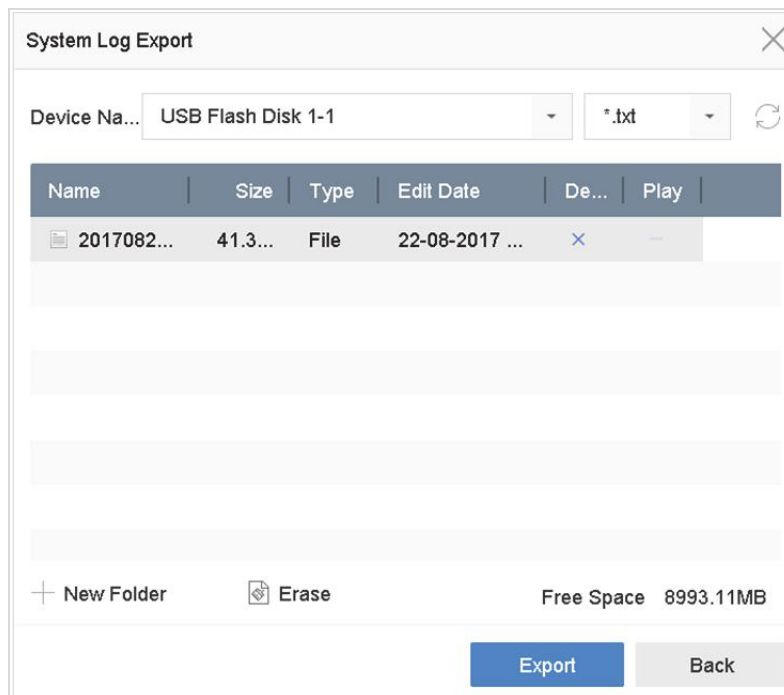 System Log Export
Device Na... USB Flash Disk 1-1 *.txt
Name Size Type Edit Date De... Play
2017082... 41.3... File 22-08-2017 ...
New Folder Erase Free Space 8993.11MB
Export Back